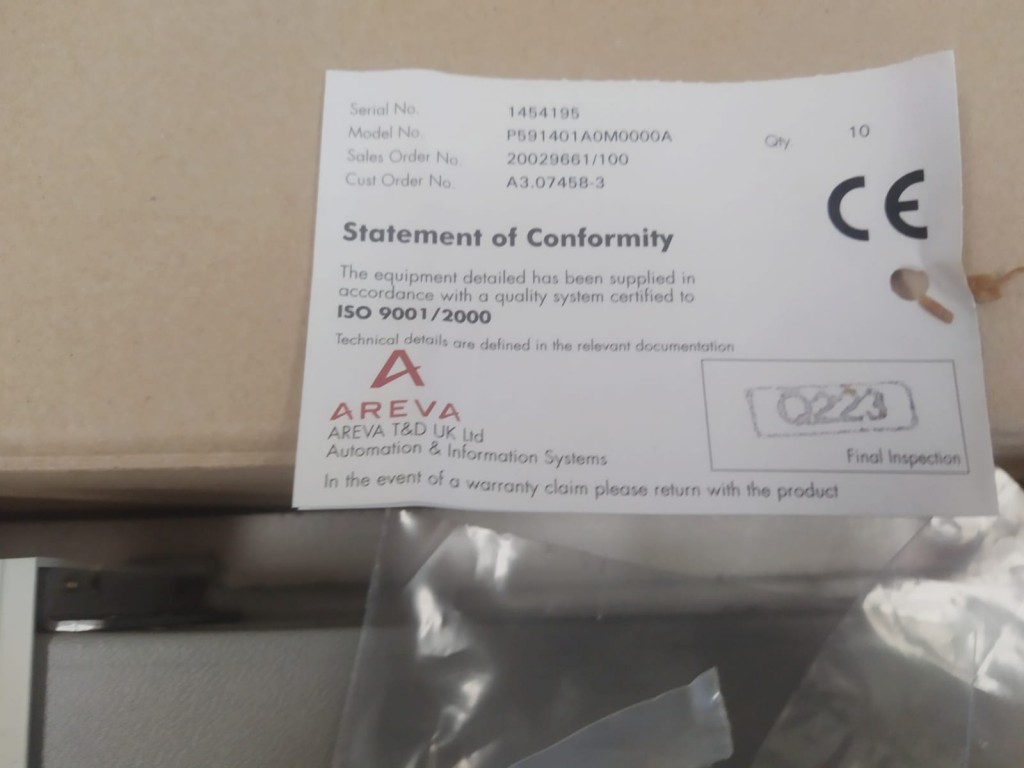 Serial No. 1454195
Model No. P591401A0M0000A Qty. 10
Sales Order No. 20029661/100
Cust Order No. A3.07458-3
CE
Statement of Conformity
The equipment detailed has been supplied in
accordance with a quality system certified to
ISO 9001/2000
Technical details are defined in the relevant documentation
A
AREVA
AREVA T&D UK Ltd
Automation & Information Systems
Q223
Final Inspection
In the event of a warranty claim please return with the product